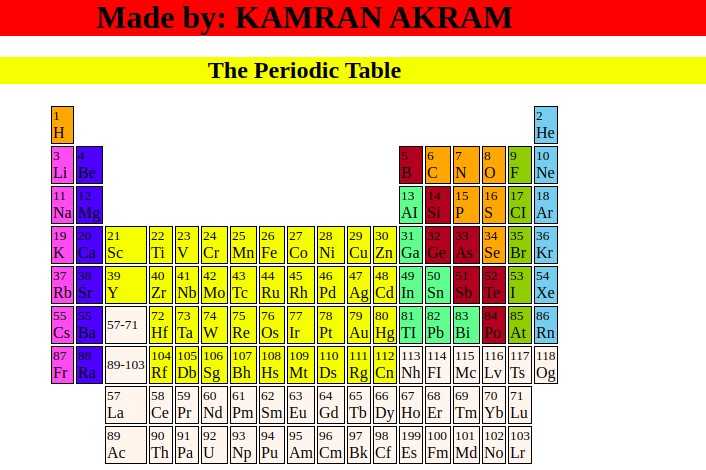 Made by: KAMRAN AKRAM
The Periodic Table
1 2
H He
3 4 5 6 7 8 9 10
Li Be B C N O F Ne
11 12 13 14 15 16 17 18
Na Mg AI Si P S CI Ar
19 20 21 22 23 24 25 26 27 28 29 30 31 32 33 34 35 36
K Ca Sc Ti V Cr Mn Fe Co Ni Cu Zn Ga Ge As Se Br Kr
37 38 39 40 41 42 43 44 45 46 47 48 49 50 51 52 53 54
Rb Sr Y Zr Nb Mo Tc Ru Rh Pd Ag Cd In Sn Sb Te I Xe
55 55 57-71 72 73 74 75 76 77 78 79 80 81 82 83 84 85 86
Cs Ba Hf Ta W Re Os Ir Pt Au Hg TI Pb Bi Po At Rn
87 88 89-103 104 105 106 107 108 109 110 111 112 113 114 115 116 117 118
Fr Ra Rf Db Sg Bh Hs Mt Ds Rg Cn Nh FI Mc Lv Ts Og
57 58 59 60 61 62 63 64 65 66 67 68 69 70 71
La Ce Pr Nd Pm Sm Eu Gd Tb Dy Ho Er Tm Yb Lu
89 90 91 92 93 94 95 96 97 98 199 100 101 102 103
Ac Th Pa U Np Pu Am Cm Bk Cf Es Fm Md No Lr